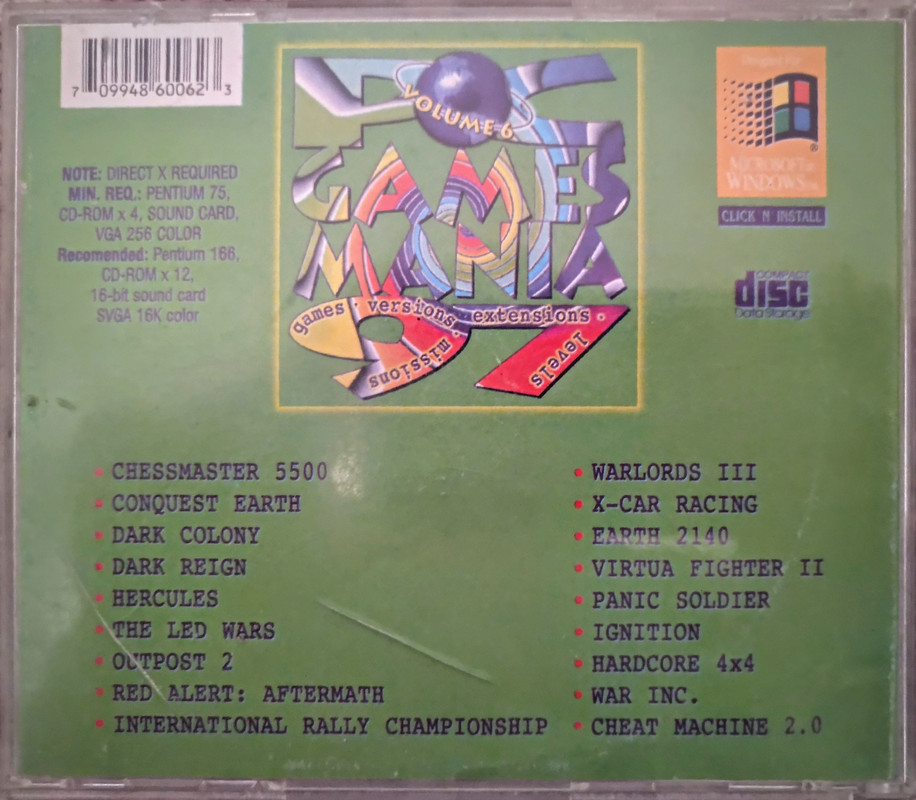 7 09948 60062 3
NOTE: DIRECT X REQUIRED
MIN. REQ.: PENTIUM 75,
CD-ROM x 4, SOUND CARD,
VGA 256 COLOR
Recomended: Pentium 166,
CD-ROM x 12,
16-bit sound card
SVGA 16K color
PC
VOLUME 6
GAMES
MANIA
97
games · versions · extensions ·
missions · levels
Designed for
MICROSOFT®
WINDOWS
CLICK N INSTALL
COMPACT
disc
Data Storage
• CHESSMASTER 5500
• CONQUEST EARTH
• DARK COLONY
• DARK REIGN
• HERCULES
• THE LED WARS
• OUTPOST 2
• RED ALERT: AFTERMATH
• INTERNATIONAL RALLY CHAMPIONSHIP
• WARLORDS III
• X-CAR RACING
• EARTH 2140
• VIRTUA FIGHTER II
• PANIC SOLDIER
• IGNITION
• HARDCORE 4x4
• WAR INC.
• CHEAT MACHINE 2.0